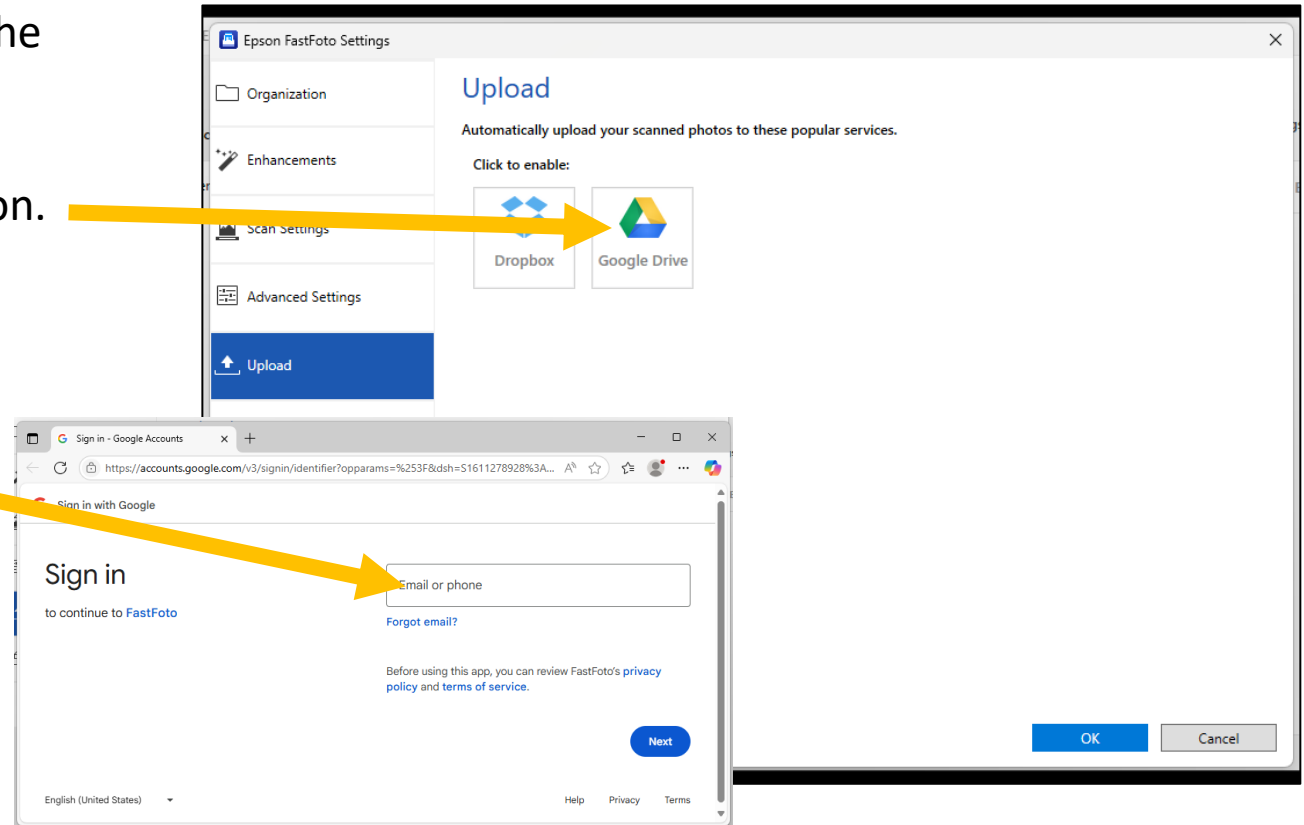 he
on.
Epson FastFoto Settings
Organization
Enhancements
Scan Settings
Advanced Settings
Upload
Upload
Automatically upload your scanned photos to these popular services.
Click to enable:
Dropbox
Google Drive
OK
Cancel
Sign in - Google Accounts
https://accounts.google.com/v3/signin/identifier?opparams=%253F&dsh=S1611278928%3A...
Sign in with Google
Sign in
to continue to FastFoto
Email or phone
Forgot email?
Before using this app, you can review FastFoto's privacy
policy and terms of service.
Next
English (United States)
Help Privacy Terms